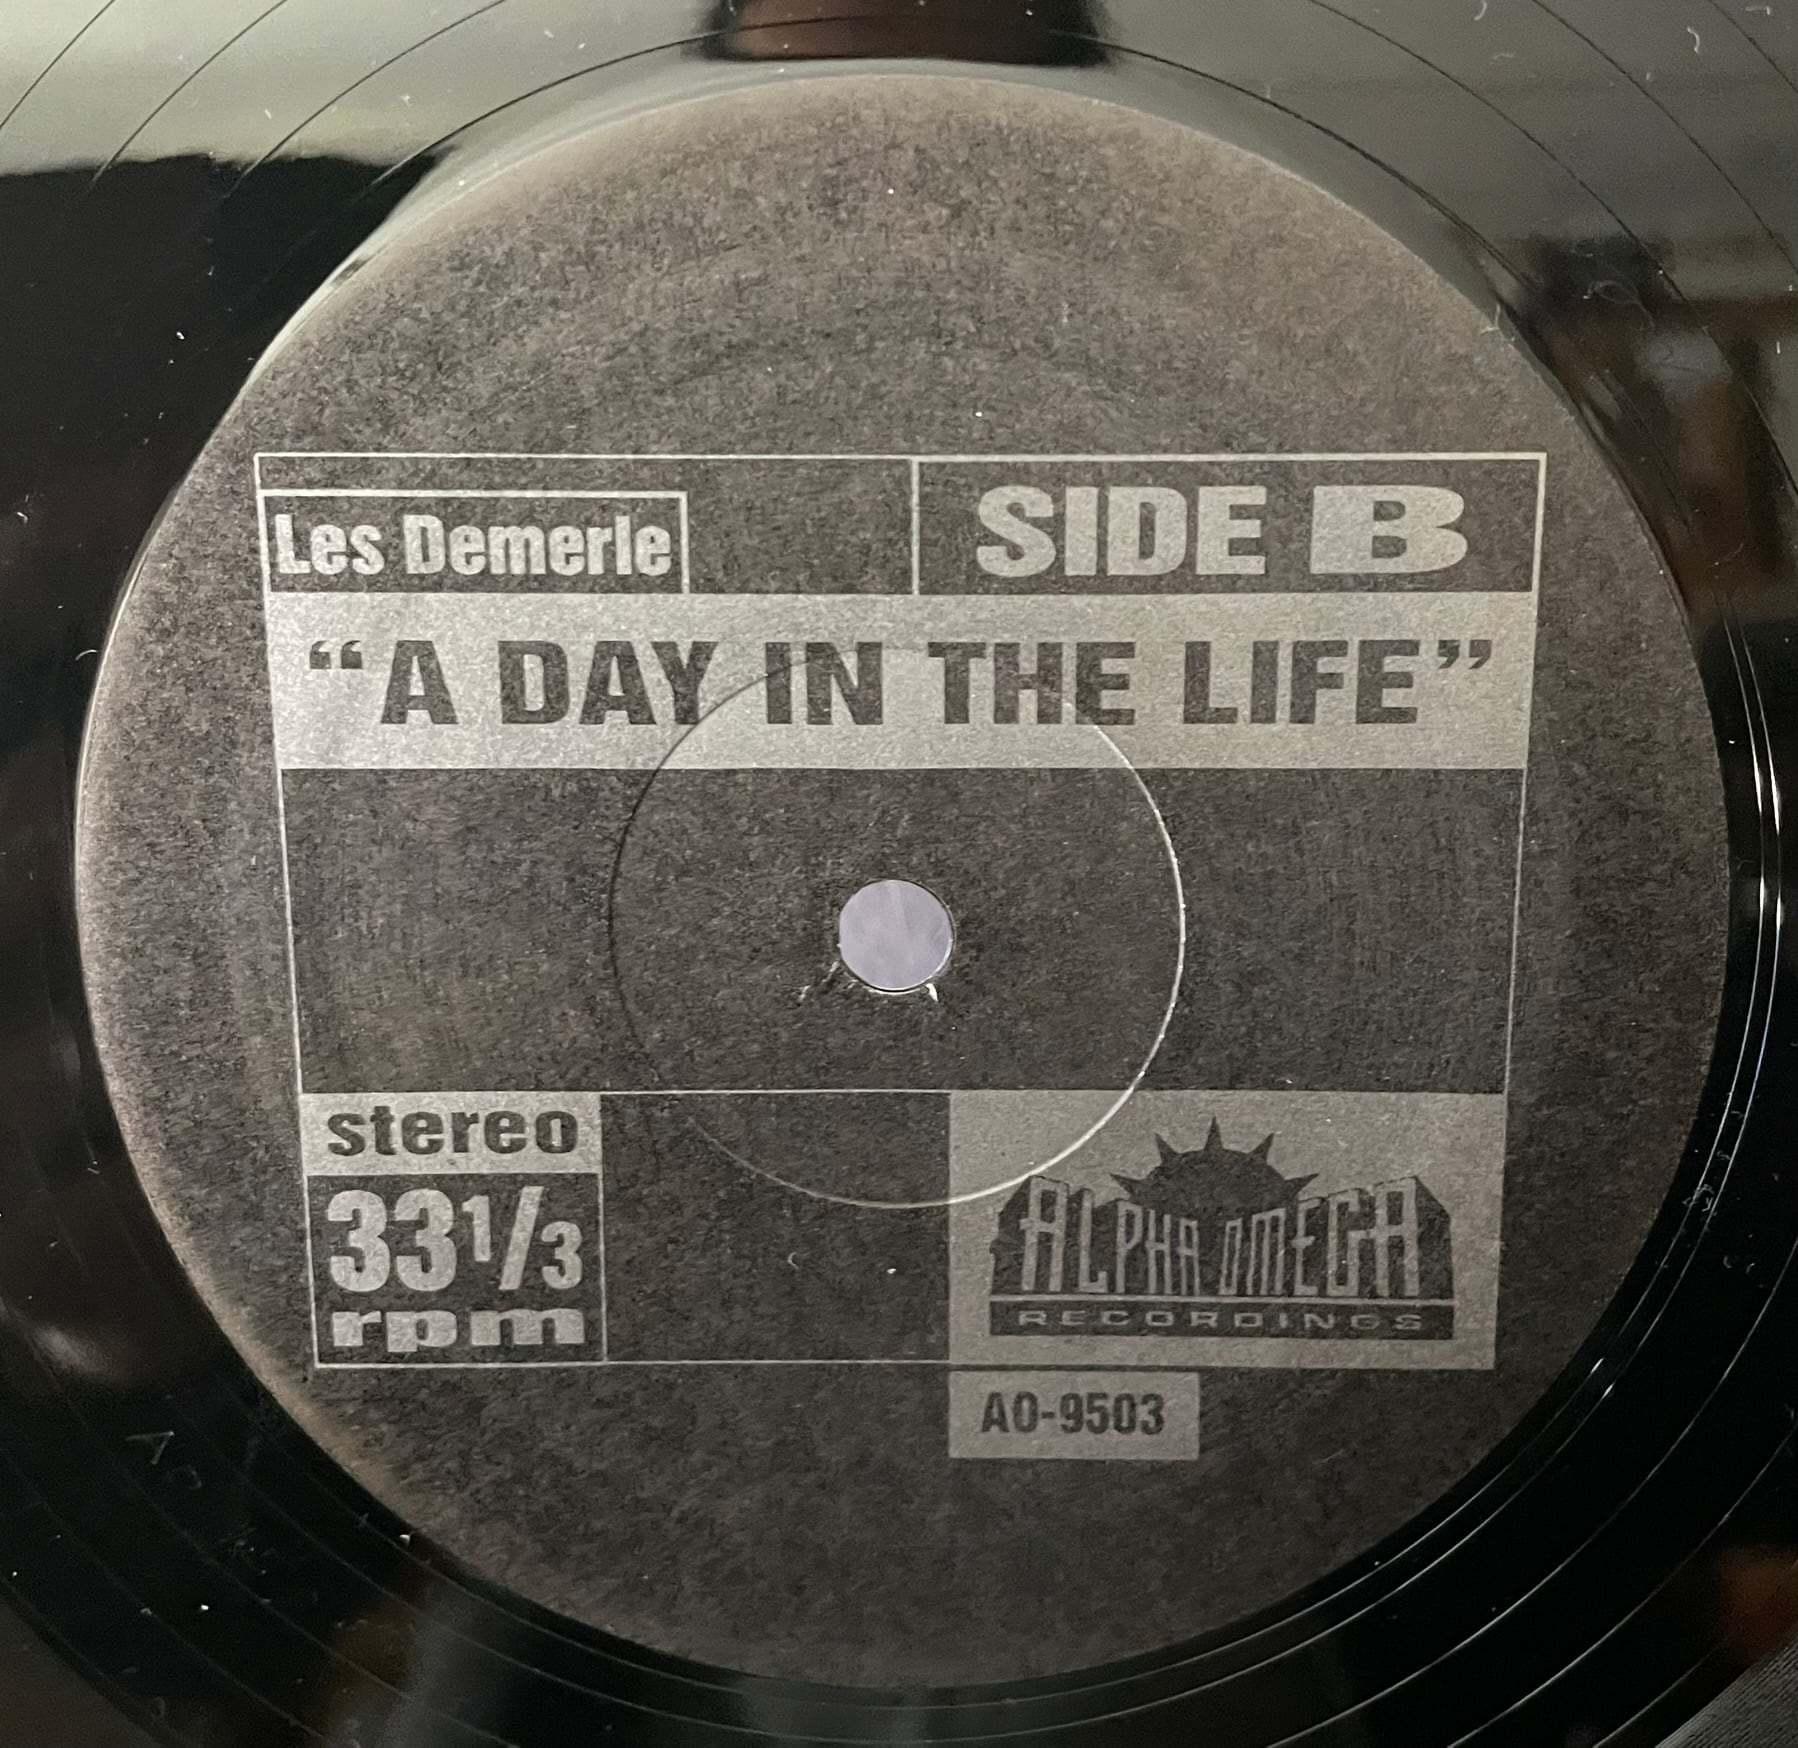 Les Demerle
SIDE B
“A DAY IN THE LIFE”
stereo
33 1/3
rpm
ALPHA OMEGA
RECORDINGS
AO-9503